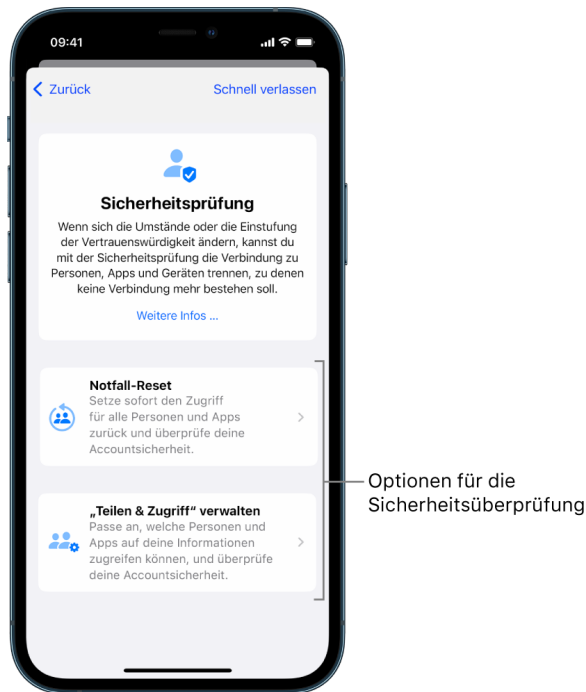 09:41
Zurück
Schnell verlassen
Sicherheitsprüfung
Wenn sich die Umstände oder die Einstufung
der Vertrauenswürdigkeit ändern, kannst du
mit der Sicherheitsprüfung die Verbindung zu
Personen, Apps und Geräten trennen, zu denen
keine Verbindung mehr bestehen soll.
Weitere Infos ...
Notfall-Reset
Setze sofort den Zugriff
für alle Personen und Apps
zurück und überprüfe deine
Accountsicherheit.
„Teilen & Zugriff“ verwalten
Passe an, welche Personen und
Apps auf deine Informationen
zugreifen können, und überprüfe
deine Accountsicherheit.
Optionen für die
Sicherheitsüberprüfung